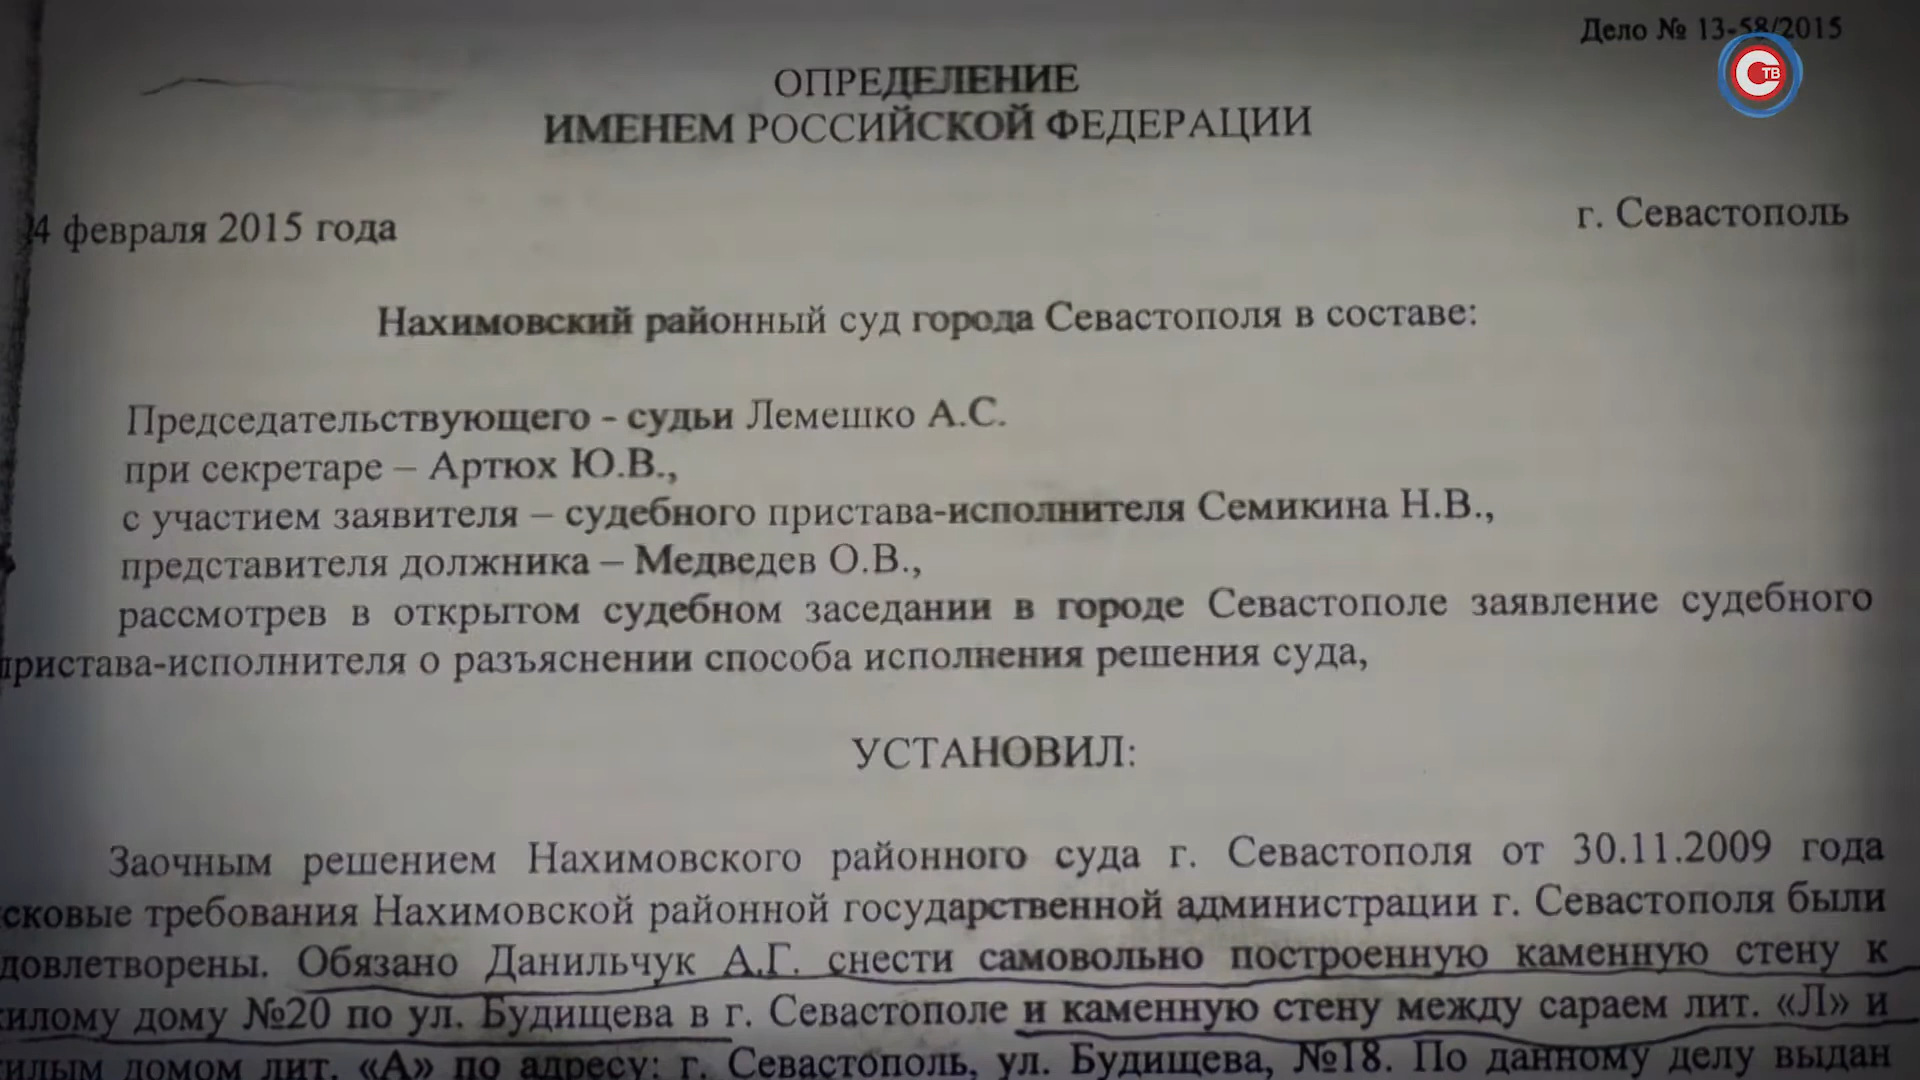 Дело № 13-58/2015
ТВ
ОПРЕДЕЛЕНИЕ
ИМЕНЕМ РОССИЙСКОЙ ФЕДЕРАЦИИ
4 февраля 2015 года
г. Севастополь
Нахимовский районный суд города Севастополя в составе:
Председательствующего - судьи Лемешко А.С.
при секретаре – Артюх Ю.В.,
с участием заявителя – судебного пристава-исполнителя Семикина Н.В.,
представителя должника – Медведев О.В.,
рассмотрев в открытом судебном заседании в городе Севастополе заявление судебного
пристава-исполнителя о разъяснении способа исполнения решения суда,
УСТАНОВИЛ:
Заочным решением Нахимовского районного суда г. Севастополя от 30.11.2009 года
сковые требования Нахимовской районной государственной администрации г. Севастополя были
довлетворены. Обязано Данильчук А.Г. снести самовольно построенную каменную стену к
илому дому №20 по ул. Будищева в г. Севастополе и каменную стену между сараем лит. «Л» и
илым домом лит. «А» по адресу: г. Севастополь, ул. Будищева, №18. По данному делу выдан